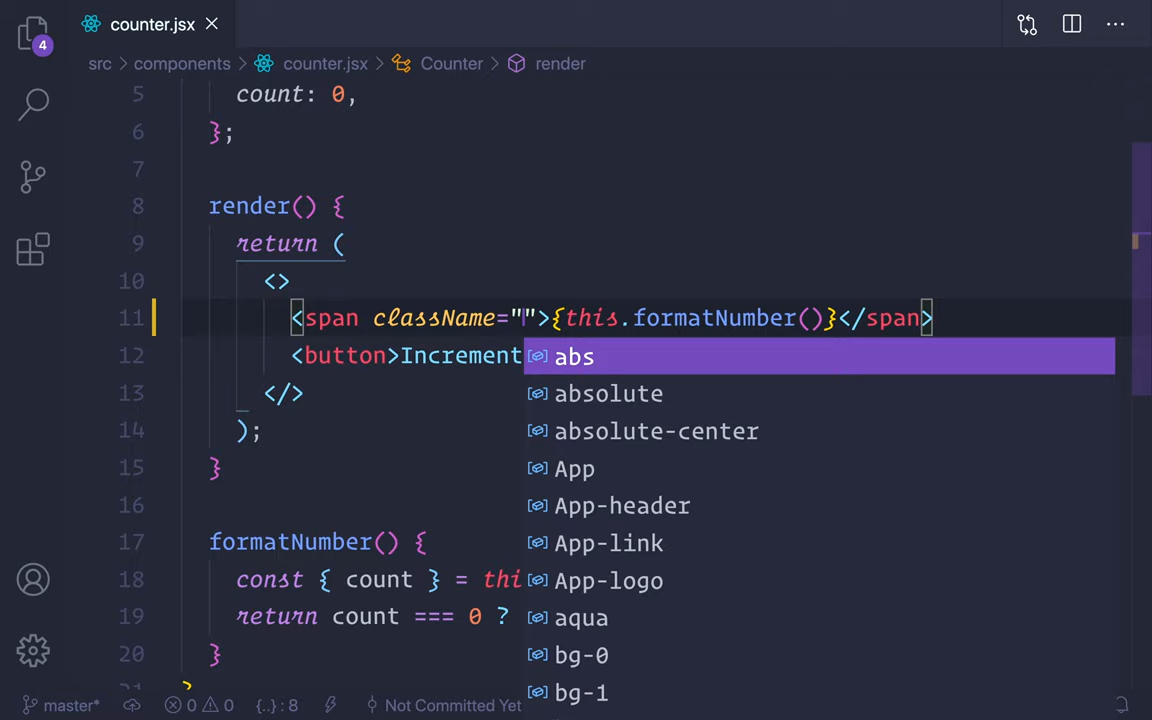 counter.jsx
4
src > components > counter.jsx > Counter > render
5 count: 0,
6 };
7
8 render() {
9 return (
10 <>
11 <span className="">{this.formatNumber()}</span>
12 <button>Increment
abs
13 </>
absolute
14 );
absolute-center
15 }
App
16
App-header
17 formatNumber() {
App-link
18 const { count } = thi
App-logo
19 return count === 0 ?
aqua
20 }
bg-0
bg-1
master* 0 0 {..} : 8 Not Committed Yet